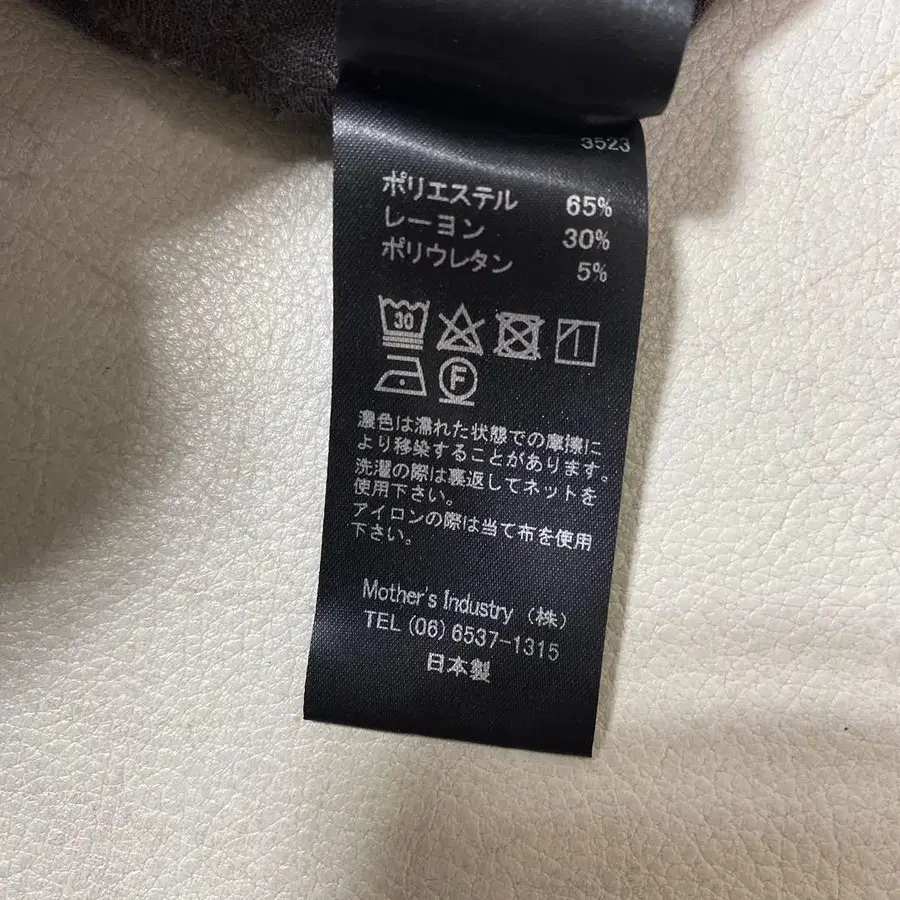 3523
ポリエステル 65%
レーヨン 30%
ポリウレタン 5%
30
F
濃色は濡れた状態での摩擦に
より移染することがあります。
洗濯の際は裏返してネットを
使用下さい。
アイロンの際は当て布を使用
下さい。
Mother's Industry (株)
TEL (06) 6537-1315
日本製